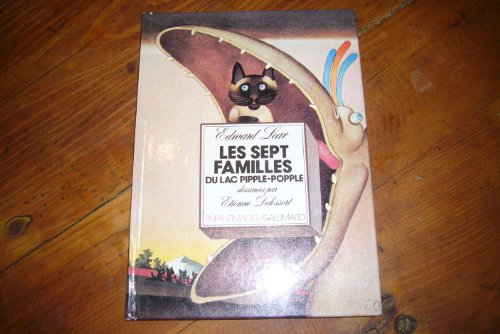 Edward Lear
LES SEPT
FAMILLES
DU LAC PIPPLE-POPPLE
dessinées par
Etienne Delessert
ENFANTIMAGES/GALLIMARD